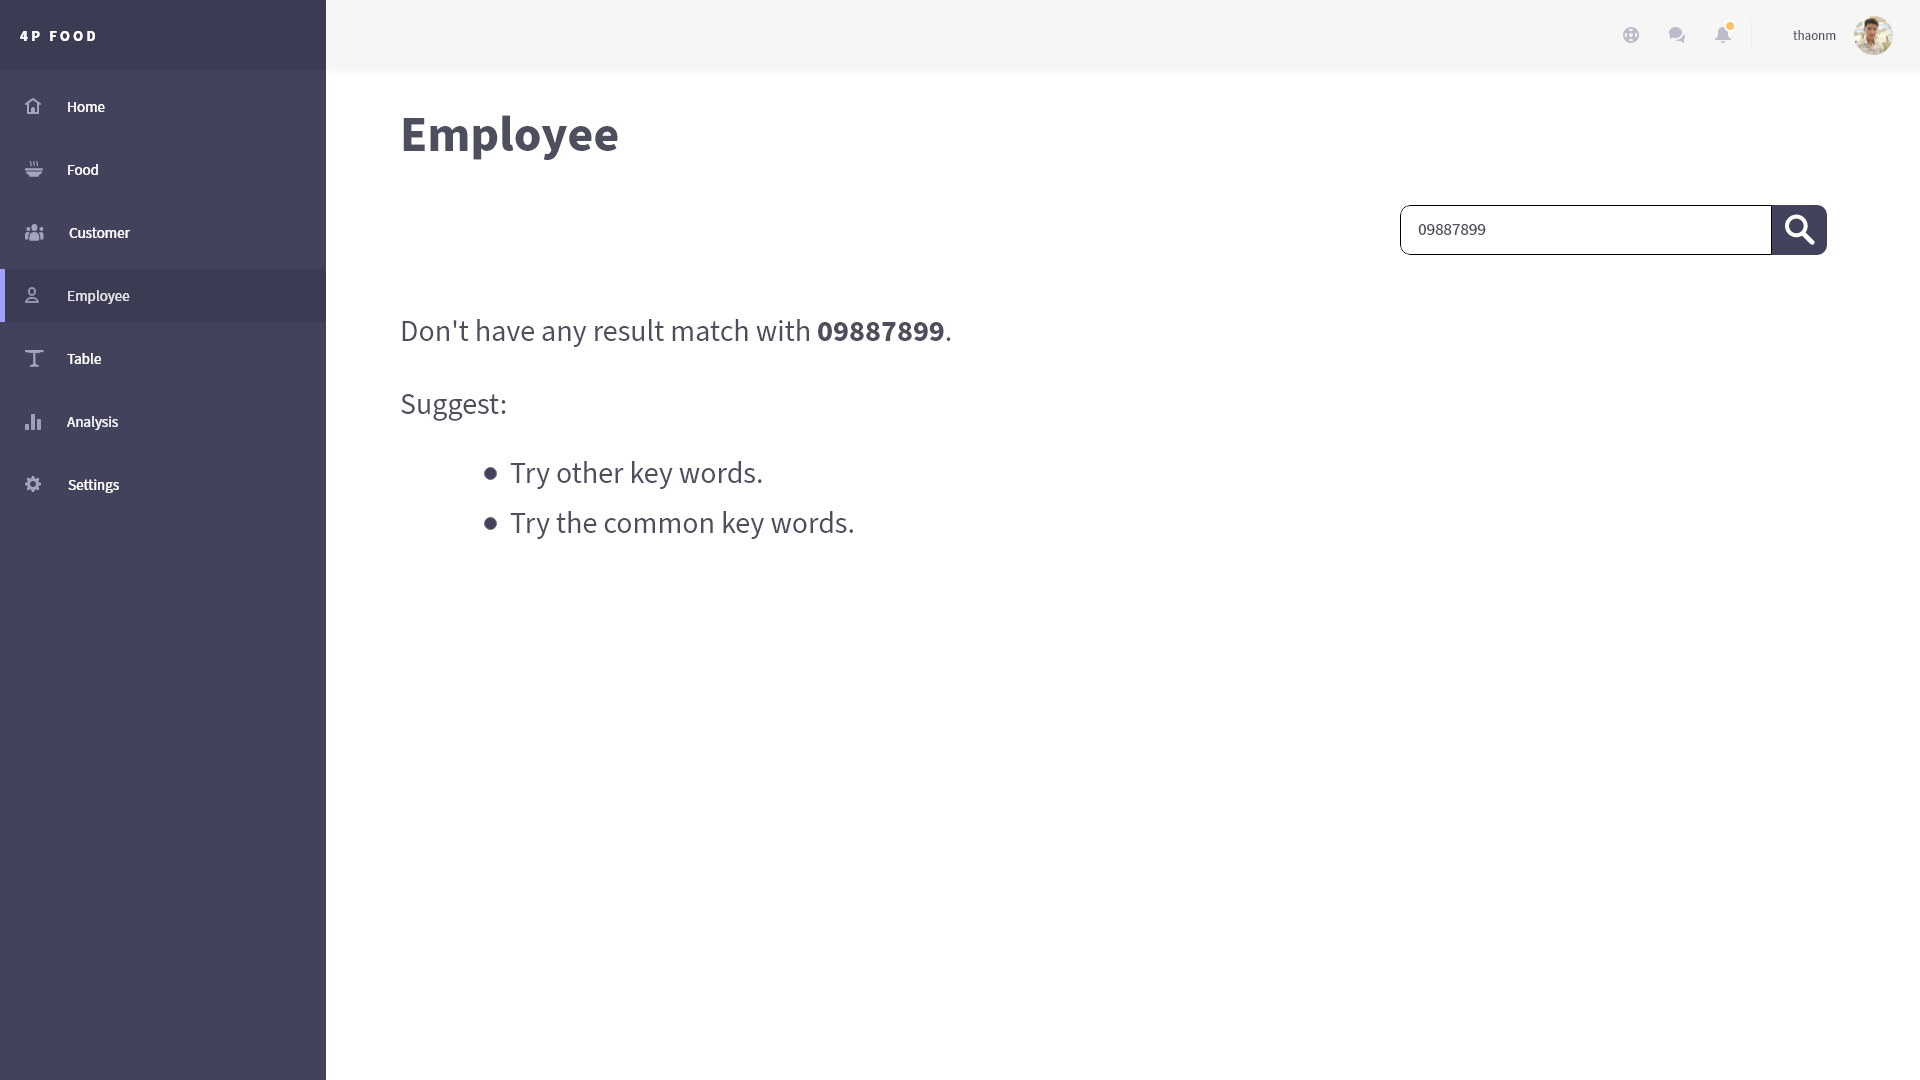 4P FOOD
thaonm
Home
Food
Customer
Employee
Table
Analysis
Settings
Employee
09887899
Don't have any result match with 09887899.
Suggest:
Try other key words.
Try the common key words.